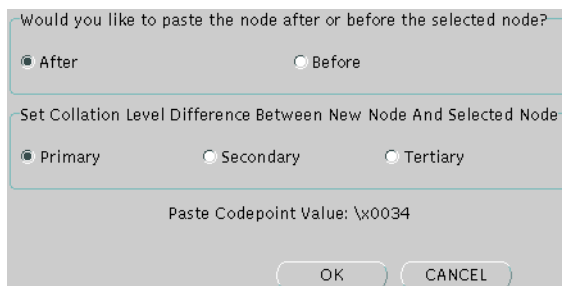 Would you like to paste the node after or before the selected node?
After Before
Set Collation Level Difference Between New Node And Selected Node
Primary Secondary Tertiary
Paste Codepoint Value: \x0034
OK CANCEL